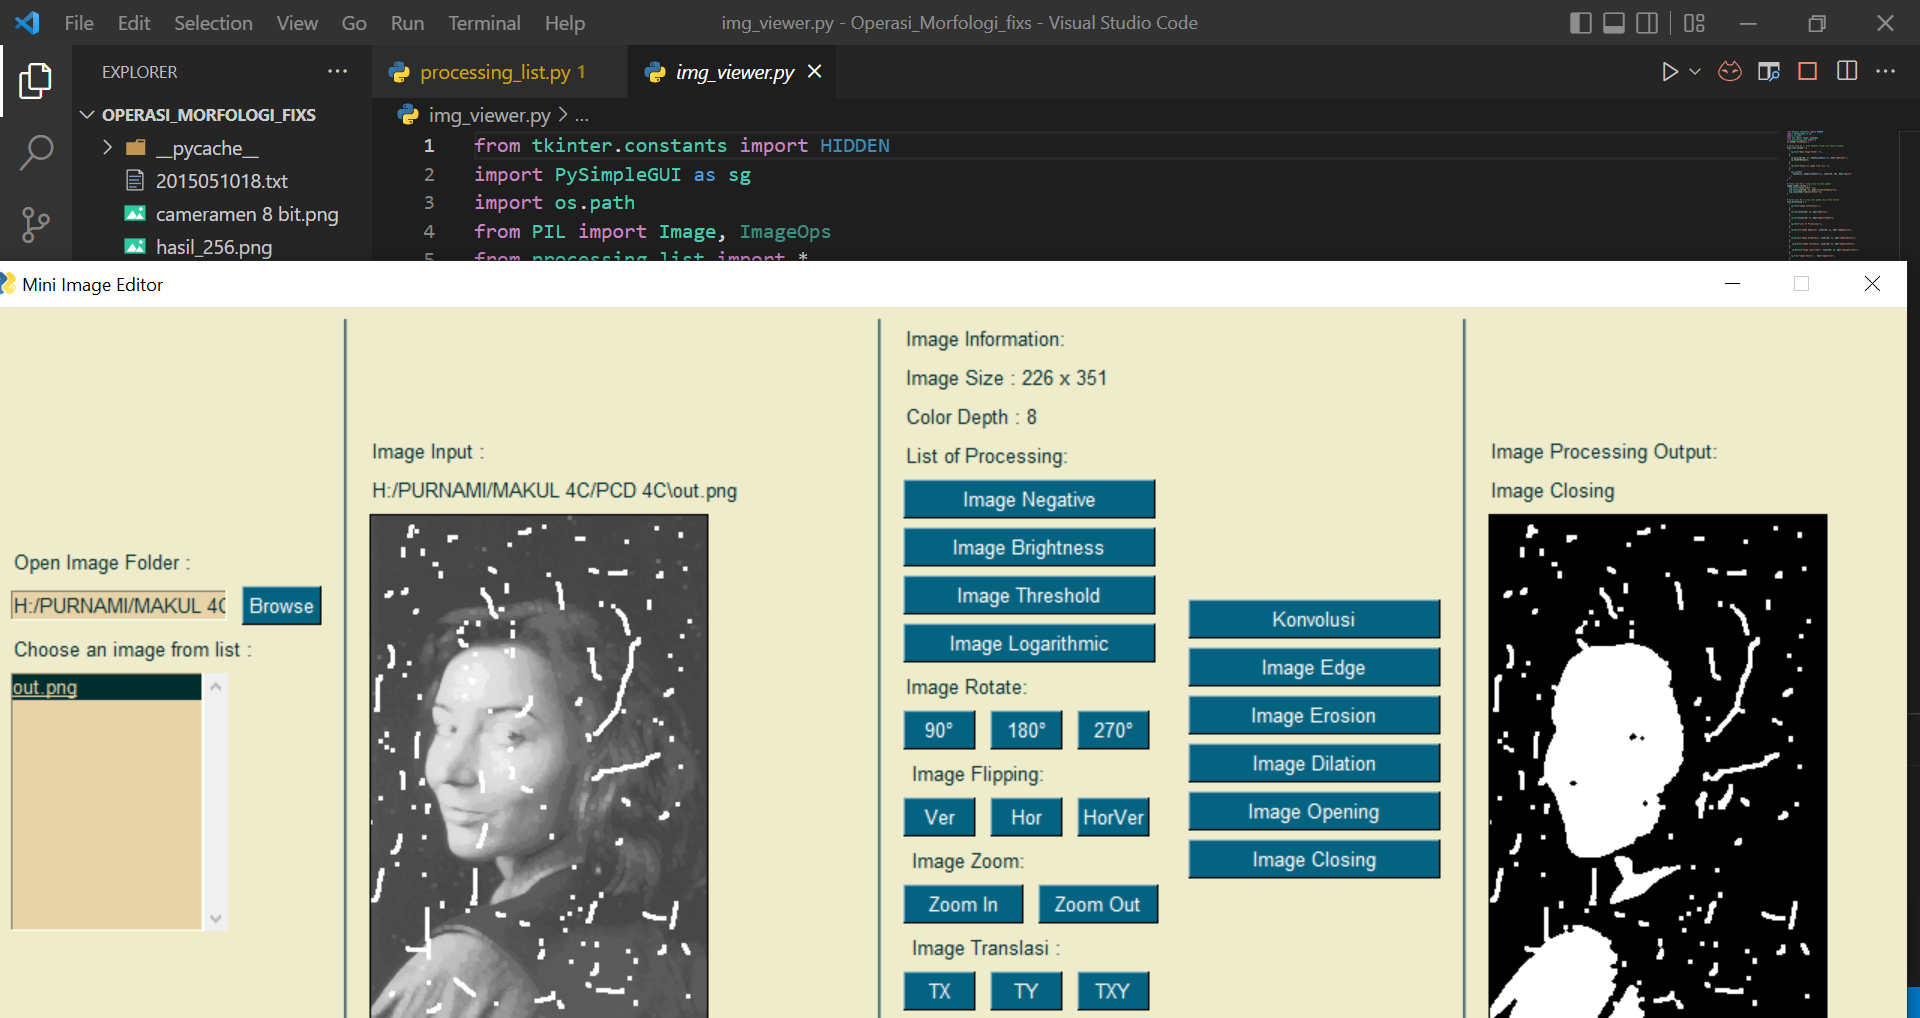 File Edit Selection View Go Run Terminal Help
img_viewer.py - Operasi_Morfologi_fixs - Visual Studio Code
EXPLORER
OPERASI_MORFOLOGI_FIXS
__pycache__
2015051018.txt
cameramen 8 bit.png
hasil_256.png
processing_list.py 1
img_viewer.py
img_viewer.py > ...
1 from tkinter.constants import HIDDEN
2 import PySimpleGUI as sg
3 import os.path
4 from PIL import Image, ImageOps
5 from processing_list import *
Mini Image Editor
Open Image Folder :
H:/PURNAMI/MAKUL 4C
Browse
Choose an image from list :
out.png
Image Input :
H:/PURNAMI/MAKUL 4C/PCD 4C\out.png
Image Information:
Image Size : 226 x 351
Color Depth : 8
List of Processing:
Image Negative
Image Brightness
Image Threshold
Image Logarithmic
Image Rotate:
90° 180° 270°
Image Flipping:
Ver Hor HorVer
Image Zoom:
Zoom In Zoom Out
Image Translasi :
TX TY TXY
Konvolusi
Image Edge
Image Erosion
Image Dilation
Image Opening
Image Closing
Image Processing Output:
Image Closing